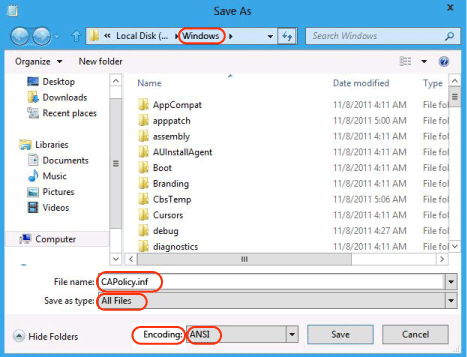 Save As
« Local Disk (... ▸ Windows ▸ Search Windows
Organize ▾ New folder
Name Date modified Type
Desktop
Downloads
Recent places
Libraries
Documents
Music
Pictures
Videos
Computer
AppCompat 11/8/2011 4:11 AM File fol
apppatch 11/8/2011 5:00 AM File fol
assembly 11/8/2011 4:11 AM File fol
AUInstallAgent 11/8/2011 4:11 AM File fol
Boot 11/8/2011 4:11 AM File fol
Branding 11/8/2011 4:11 AM File fol
CbsTemp 11/8/2011 5:06 AM File fol
Cursors 11/8/2011 4:11 AM File fol
debug 11/8/2011 4:27 AM File fol
diagnostics 11/8/2011 4:11 AM File fol
File name: CAPolicy.inf
Save as type: All Files
Hide Folders Encoding: ANSI Save Cancel